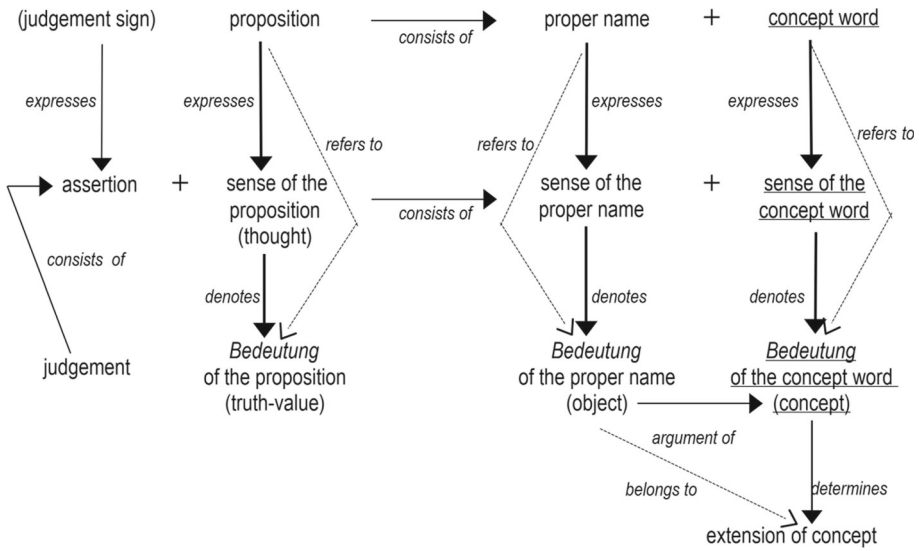 (judgement sign)
proposition
consists of
proper name
+
concept word
expresses
expresses
refers to
refers to
expresses
expresses
refers to
assertion
+
sense of the
proposition
(thought)
consists of
sense of the
proper name
+
sense of the
concept word
consists of
denotes
denotes
denotes
judgement
Bedeutung
of the proposition
(truth-value)
Bedeutung
of the proper name
(object)
Bedeutung
of the concept word
(concept)
argument of
belongs to
determines
extension of concept